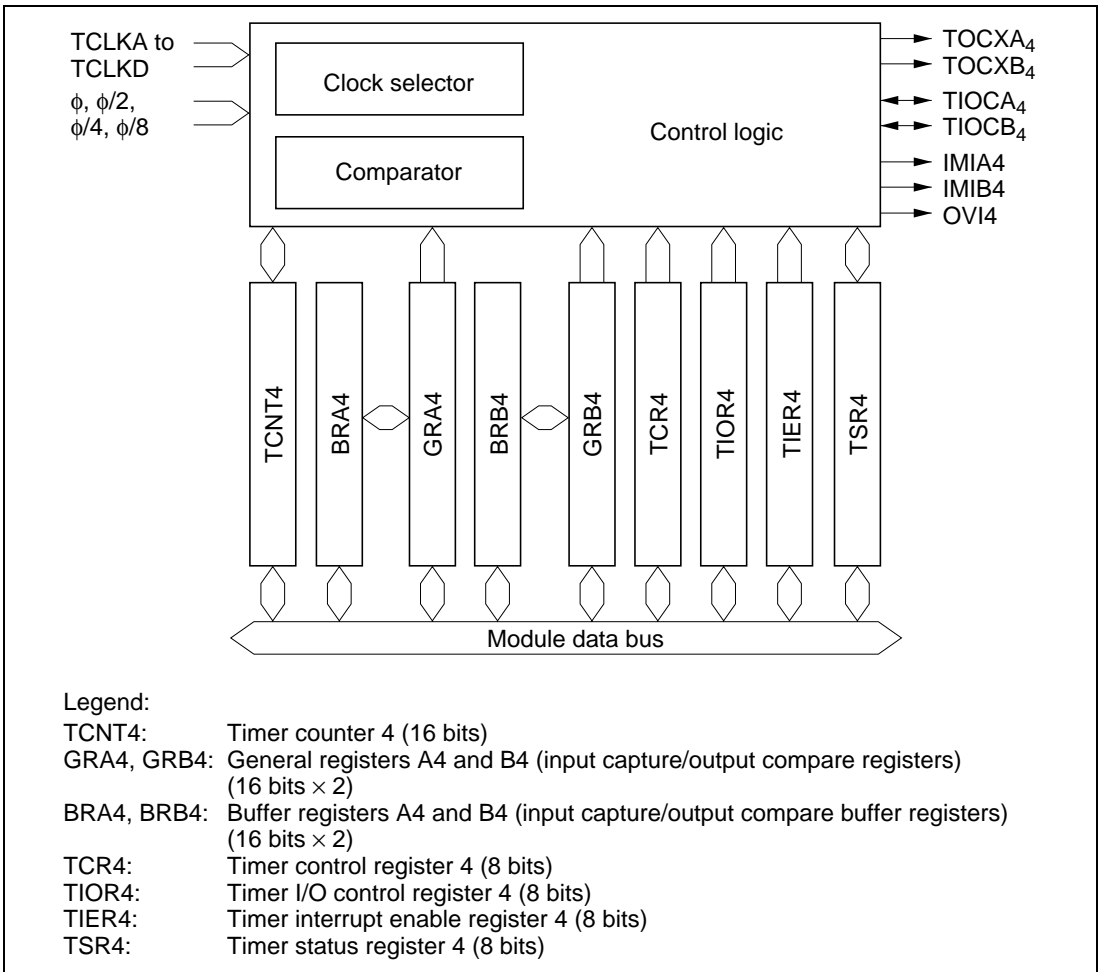 TCLKA to
TCLKD
ϕ, ϕ/2,
ϕ/4, ϕ/8
Clock selector
Comparator
Control logic
TOCXA4
TOCXB4
TIOCA4
TIOCB4
IMIA4
IMIB4
OVI4
TCNT4
BRA4
GRA4
BRB4
GRB4
TCR4
TIOR4
TIER4
TSR4
Module data bus
Legend:
TCNT4: Timer counter 4 (16 bits)
GRA4, GRB4: General registers A4 and B4 (input capture/output compare registers)
(16 bits × 2)
BRA4, BRB4: Buffer registers A4 and B4 (input capture/output compare buffer registers)
(16 bits × 2)
TCR4: Timer control register 4 (8 bits)
TIOR4: Timer I/O control register 4 (8 bits)
TIER4: Timer interrupt enable register 4 (8 bits)
TSR4: Timer status register 4 (8 bits)